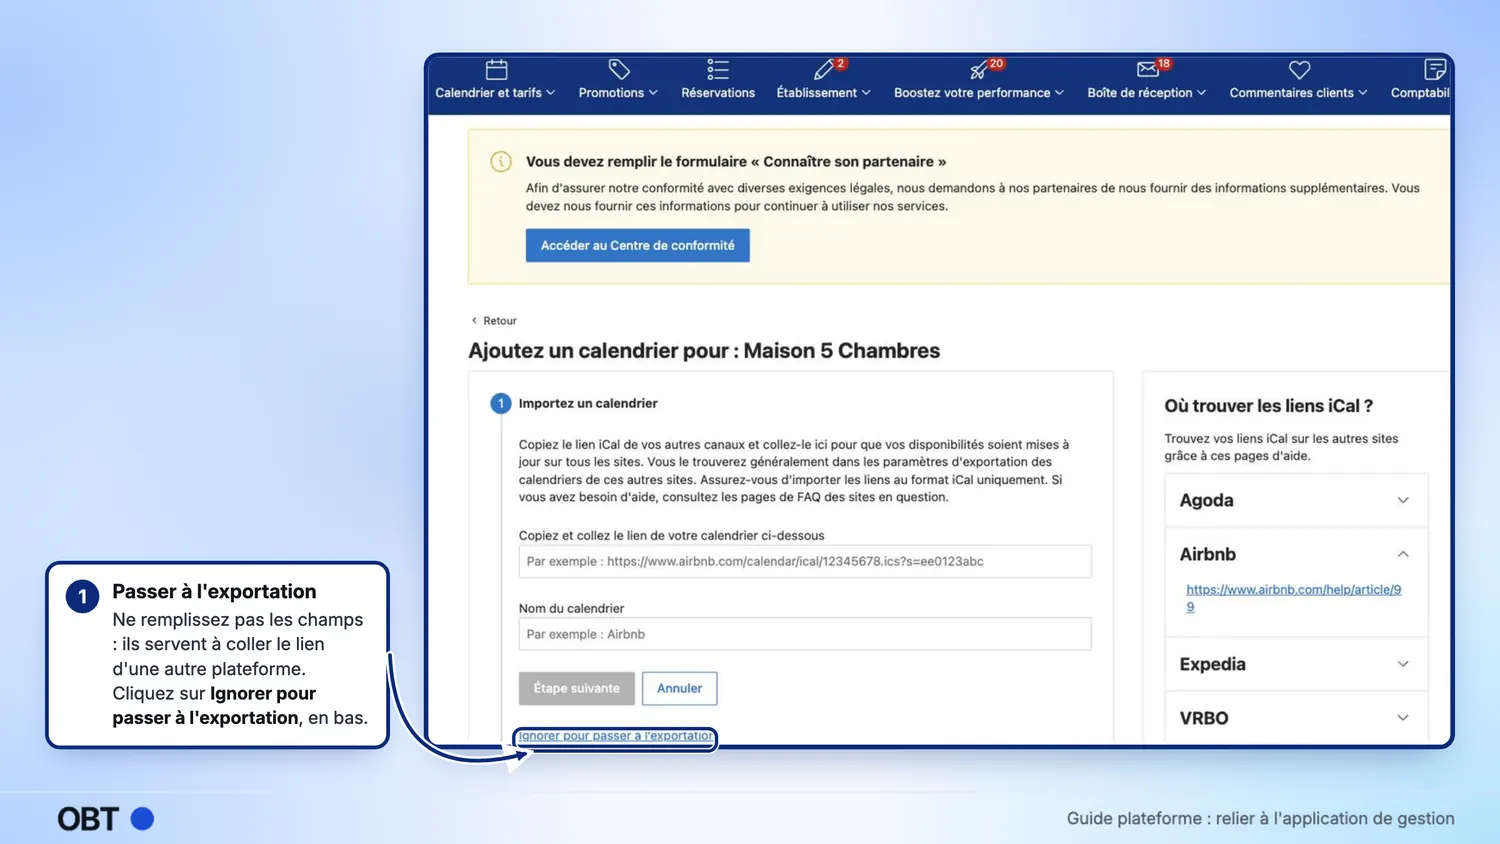 Calendrier et tarifs
Promotions
Réservations
2
Établissement
20
Boostez votre performance
18
Boîte de réception
Commentaires clients
Comptabil
Vous devez remplir le formulaire « Connaître son partenaire »
Afin d'assurer notre conformité avec diverses exigences légales, nous demandons à nos partenaires de nous fournir des informations supplémentaires. Vous
devez nous fournir ces informations pour continuer à utiliser nos services.
Accéder au Centre de conformité
Retour
Ajoutez un calendrier pour : Maison 5 Chambres
1 Importez un calendrier
Copiez le lien iCal de vos autres canaux et collez-le ici pour que vos disponibilités soient mises à
jour sur tous les sites. Vous le trouverez généralement dans les paramètres d'exportation des
calendriers de ces autres sites. Assurez-vous d'importer les liens au format iCal uniquement. Si
vous avez besoin d'aide, consultez les pages de FAQ des sites en question.
Copiez et collez le lien de votre calendrier ci-dessous
Par exemple : https://www.airbnb.com/calendar/ical/12345678.ics?s=ee0123abc
Nom du calendrier
Par exemple : Airbnb
Étape suivante
Annuler
Ignorer pour passer à l'exportation
Où trouver les liens iCal ?
Trouvez vos liens iCal sur les autres sites
grâce à ces pages d'aide.
Agoda
Airbnb
https://www.airbnb.com/help/article/9
9
Expedia
VRBO
1 Passer à l'exportation
Ne remplissez pas les champs
: ils servent à coller le lien
d'une autre plateforme.
Cliquez sur Ignorer pour
passer à l'exportation, en bas.
OBT
Guide plateforme : relier à l'application de gestion